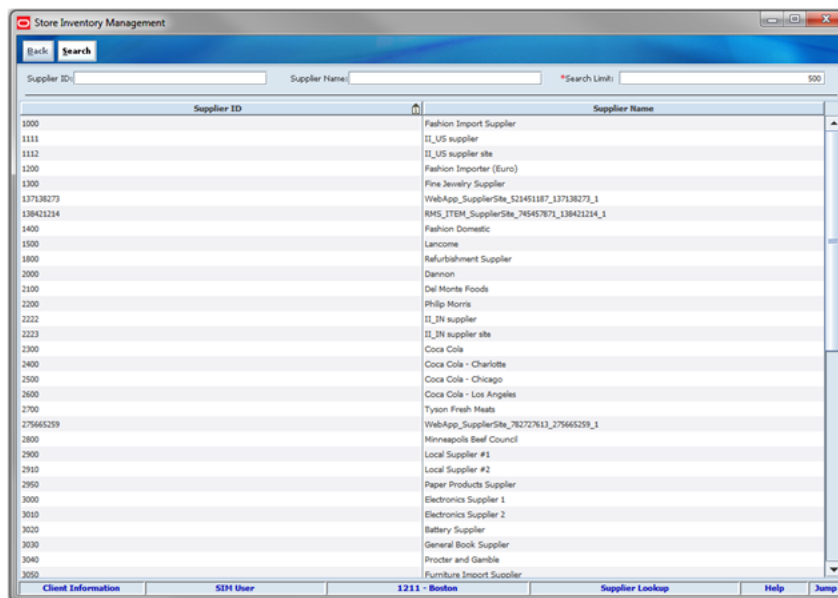 Store Inventory Management
Back Search
Supplier ID: Supplier Name: *Search Limit: 500
Supplier ID Supplier Name
1000 Fashion Import Supplier
1111 II_US supplier
1112 II_US supplier site
1200 Fashion Importer (Euro)
1300 Fine Jewelry Supplier
137138273 WebApp_SupplierSite_521451187_137138273_1
138421214 RMS_ITEM_SupplierSite_745457871_138421214_1
1400 Fashion Domestic
1500 Lancome
1800 Refurbishment Supplier
2000 Dannon
2100 Del Monte Foods
2200 Philip Morris
2222 II_IN supplier
2223 II_IN supplier site
2300 Coca Cola
2400 Coca Cola - Charlotte
2500 Coca Cola - Chicago
2600 Coca Cola - Los Angeles
2700 Tyson Fresh Meats
275665259 WebApp_SupplierSite_782727613_275665259_1
2800 Minneapolis Beef Council
2900 Local Supplier #1
2910 Local Supplier #2
2950 Paper Products Supplier
3000 Electronics Supplier 1
3010 Electronics Supplier 2
3020 Battery Supplier
3030 General Book Supplier
3040 Procter and Gamble
3050 Furniture Import Supplier
Client Information SIM User 1211 - Boston Supplier Lookup Help Jump